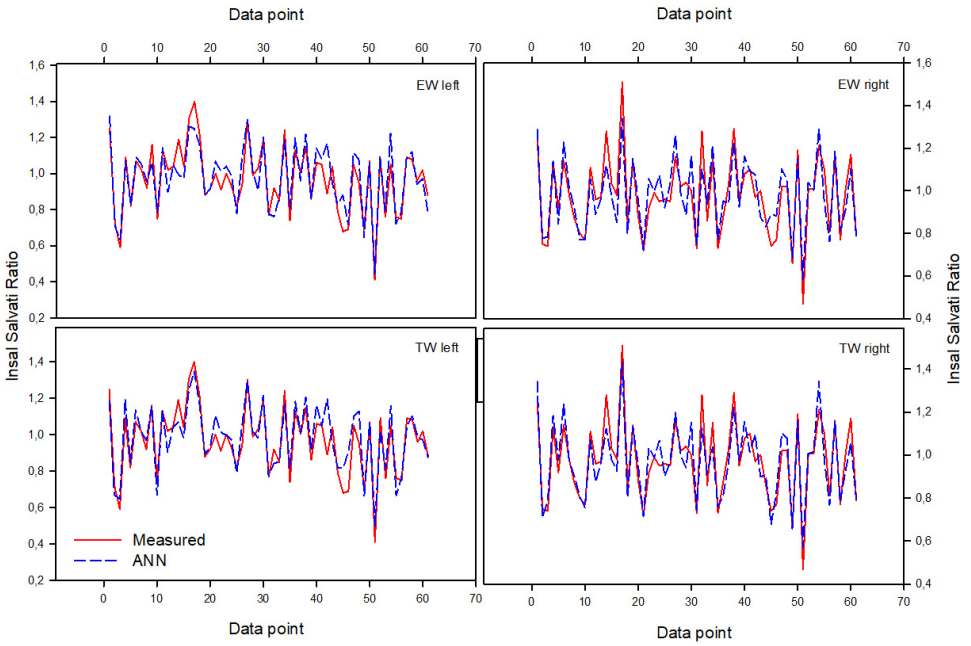 Data point Data point
0 10 20 30 40 50 60 70 0 10 20 30 40 50 60 70
1,6 EW left EW right 1,6
1,4 1,4
1,2 1,2
1,0 1,0
0,8 0,8
0,6 0,6
0,4 0,4
0,2
Insal Salvati Ratio
Insal Salvati Ratio
TW left TW right
1,4 1,4
1,2 1,2
1,0 1,0
0,8 0,8
0,6 0,6
0,4 0,4
0,2
Measured
ANN
0 10 20 30 40 50 60 70 0 10 20 30 40 50 60 70
Data point Data point